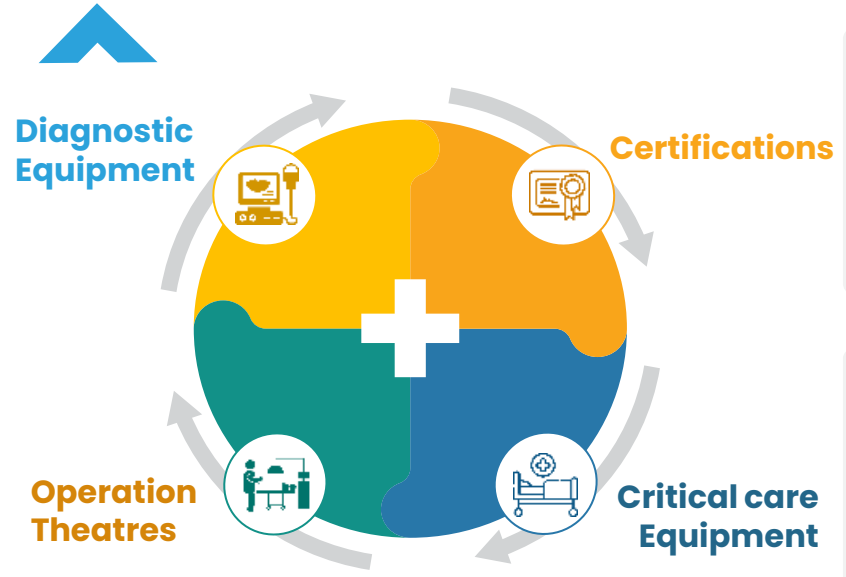 Diagnostic
Equipment
Certifications
Operation
Theatres
Critical care
Equipment